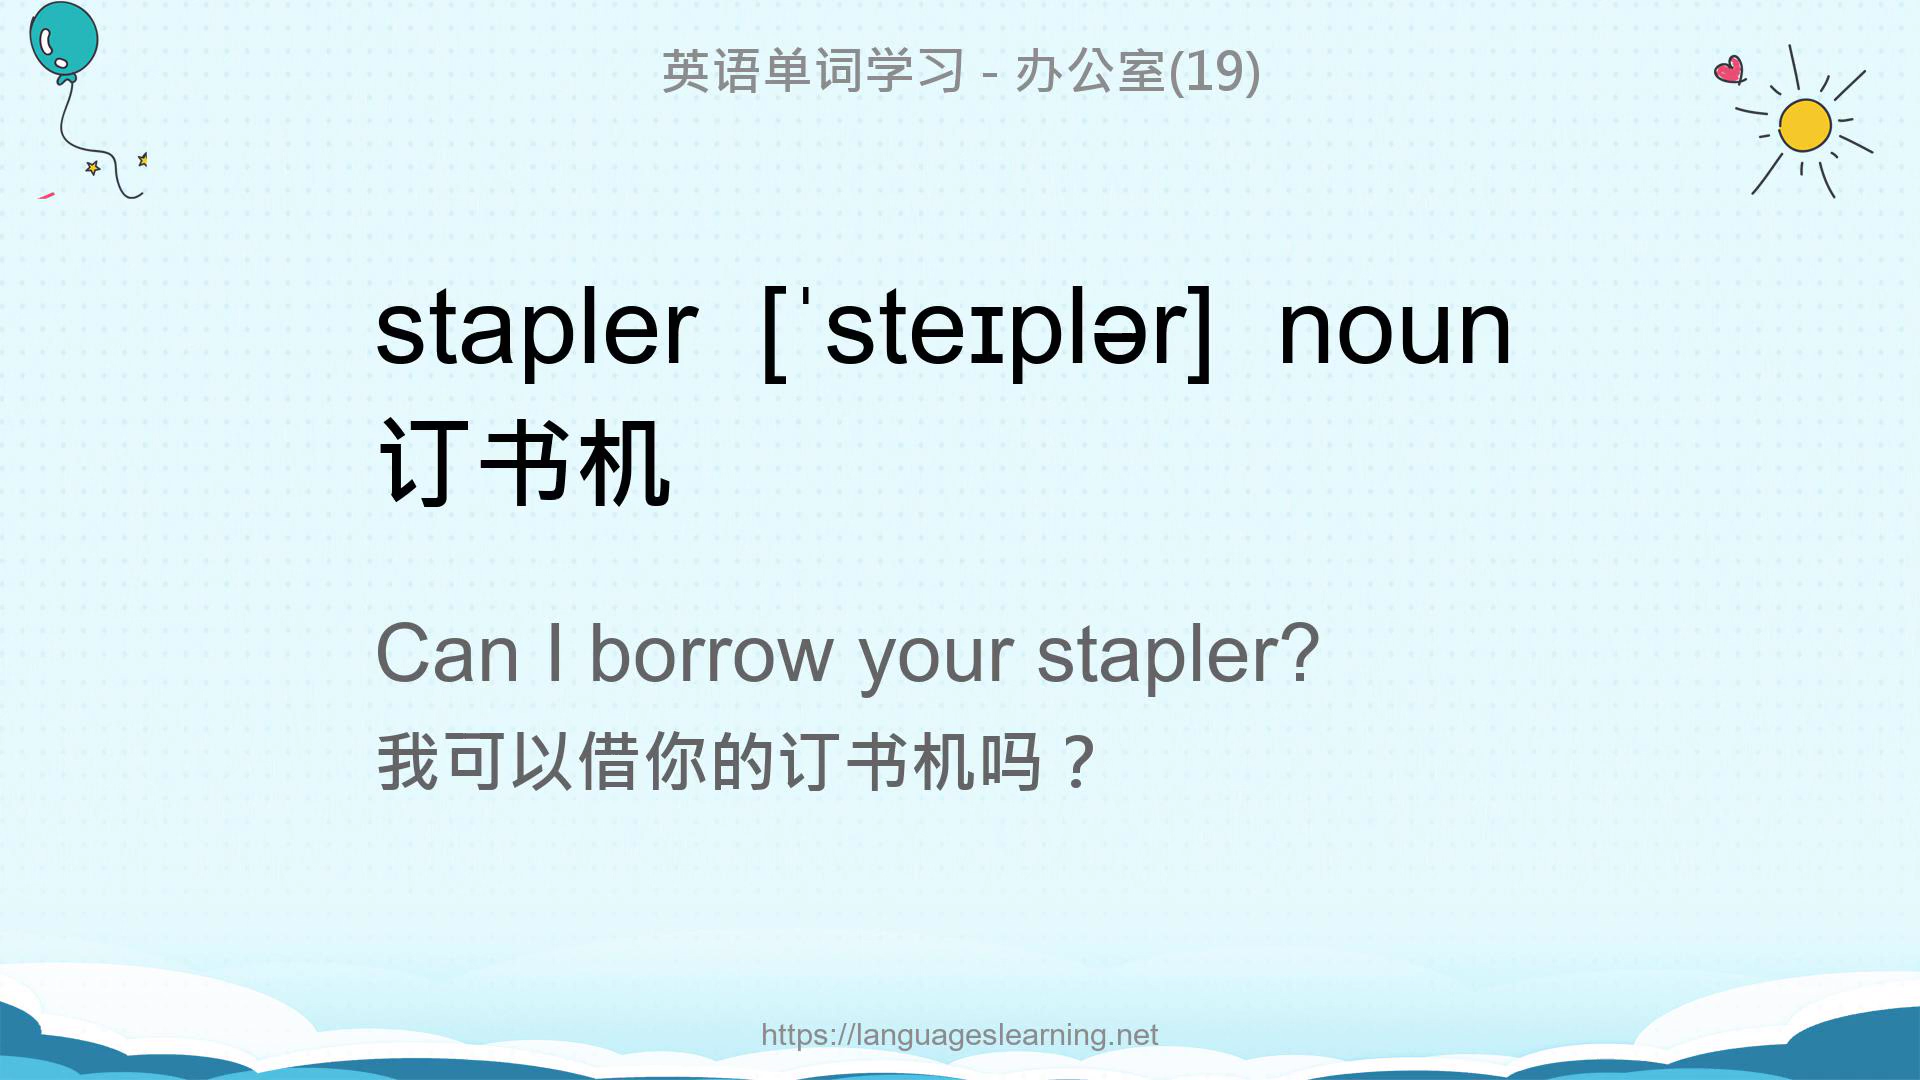 英语单词学习 - 办公室(19)
stapler [ˈsteɪplər] noun
订书机
Can I borrow your stapler?
我可以借你的订书机吗？
https://languageslearning.net